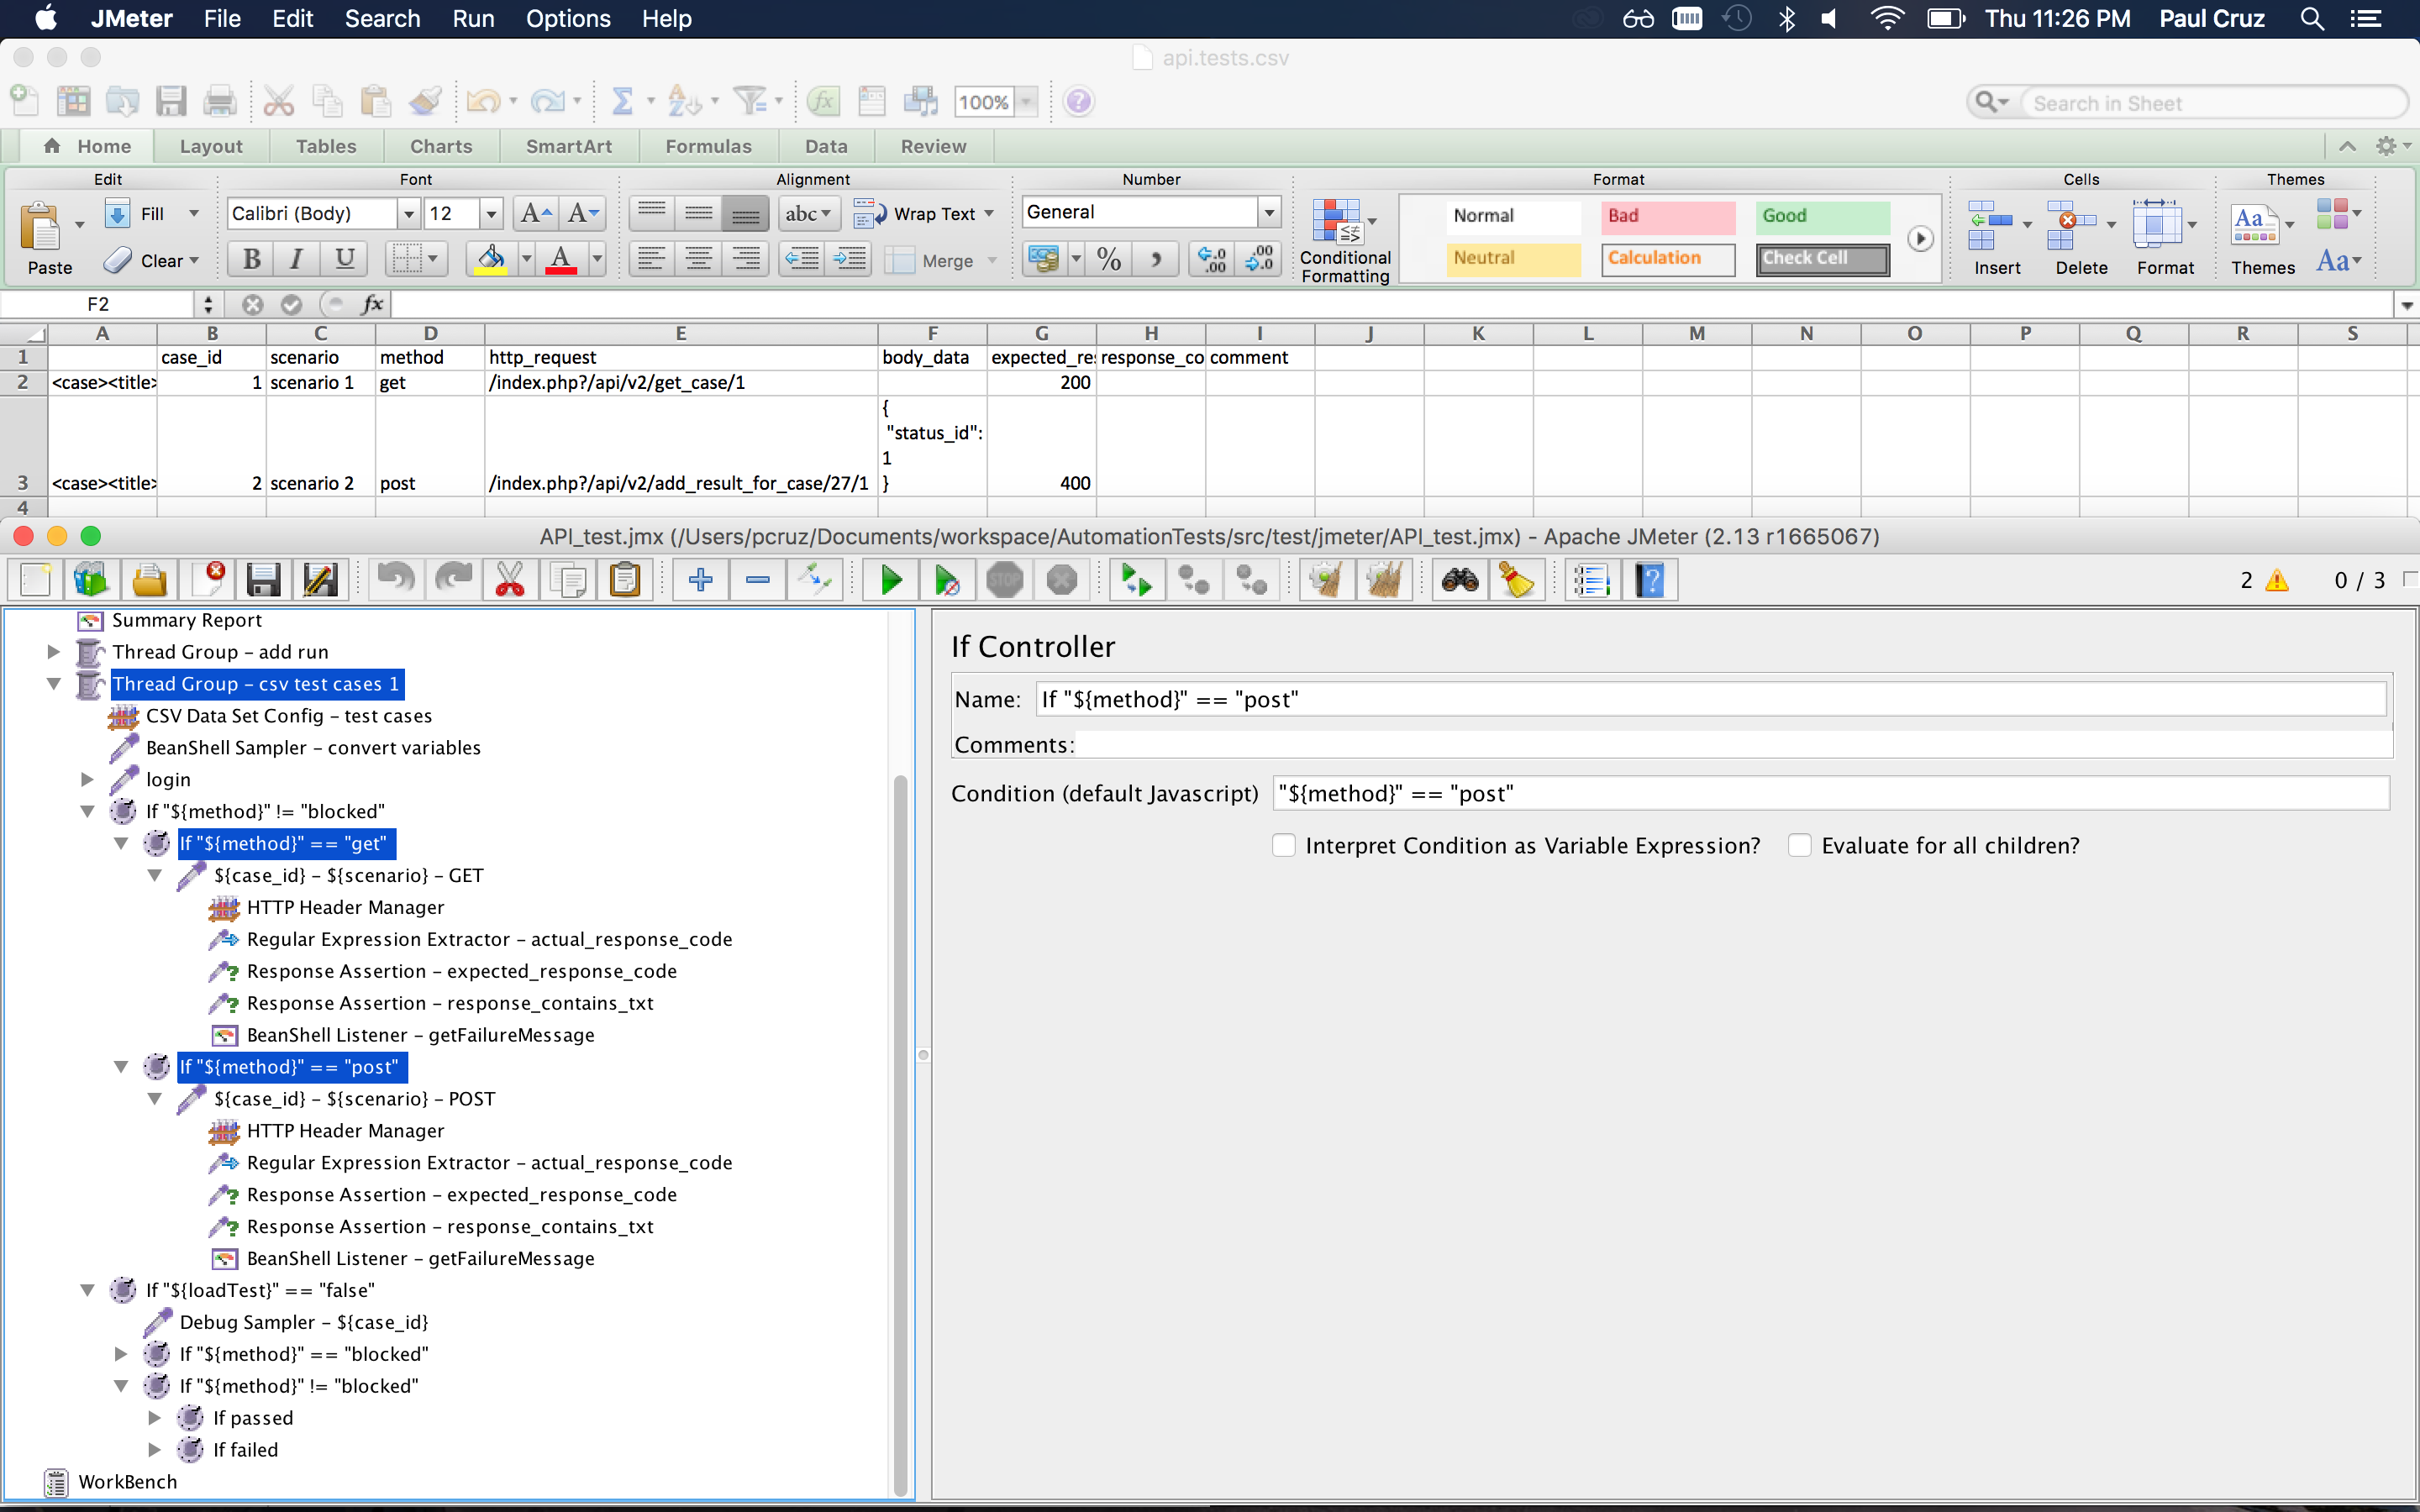 JMeter File Edit Search Run Options Help Thu 11:26 PM Paul Cruz
api.tests.csv
100% Search in Sheet
Home Layout Tables Charts SmartArt Formulas Data Review
Edit Font Alignment Number Format Cells Themes
Fill Calibri (Body) 12 abc Wrap Text General Normal Bad Good
Paste Clear B I U A Merge % Conditional Formatting Neutral Calculation Check Cell Insert Delete Format Themes Aa
F2 fx
A B C D E F G H I J K L M N O P Q R S
1 case_id scenario method http_request body_data expected_re response_co comment
2 <case><title> 1 scenario 1 get /index.php?/api/v2/get_case/1 200
{
"status_id":
1
3 <case><title> 2 scenario 2 post /index.php?/api/v2/add_result_for_case/27/1 } 400
4
API_test.jmx (/Users/pcruz/Documents/workspace/AutomationTests/src/test/jmeter/API_test.jmx) - Apache JMeter (2.13 r1665067)
STOP 2 0 / 3
Summary Report
Thread Group - add run
Thread Group - csv test cases 1
CSV Data Set Config - test cases
BeanShell Sampler - convert variables
login
If "${method}" != "blocked"
If "${method}" == "get"
${case_id} - ${scenario} - GET
HTTP Header Manager
Regular Expression Extractor - actual_response_code
Response Assertion - expected_response_code
Response Assertion - response_contains_txt
BeanShell Listener - getFailureMessage
If "${method}" == "post"
${case_id} - ${scenario} - POST
HTTP Header Manager
Regular Expression Extractor - actual_response_code
Response Assertion - expected_response_code
Response Assertion - response_contains_txt
BeanShell Listener - getFailureMessage
If "${loadTest}" == "false"
Debug Sampler - ${case_id}
If "${method}" == "blocked"
If "${method}" != "blocked"
If passed
If failed
WorkBench
If Controller
Name: If "${method}" == "post"
Comments:
Condition (default Javascript) "${method}" == "post"
Interpret Condition as Variable Expression? Evaluate for all children?